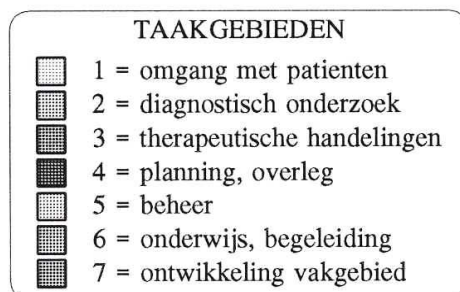 TAAKGEBIEDEN
1 = omgang met patienten
2 = diagnostisch onderzoek
3 = therapeutische handelingen
4 = planning, overleg
5 = beheer
6 = onderwijs, begeleiding
7 = ontwikkeling vakgebied